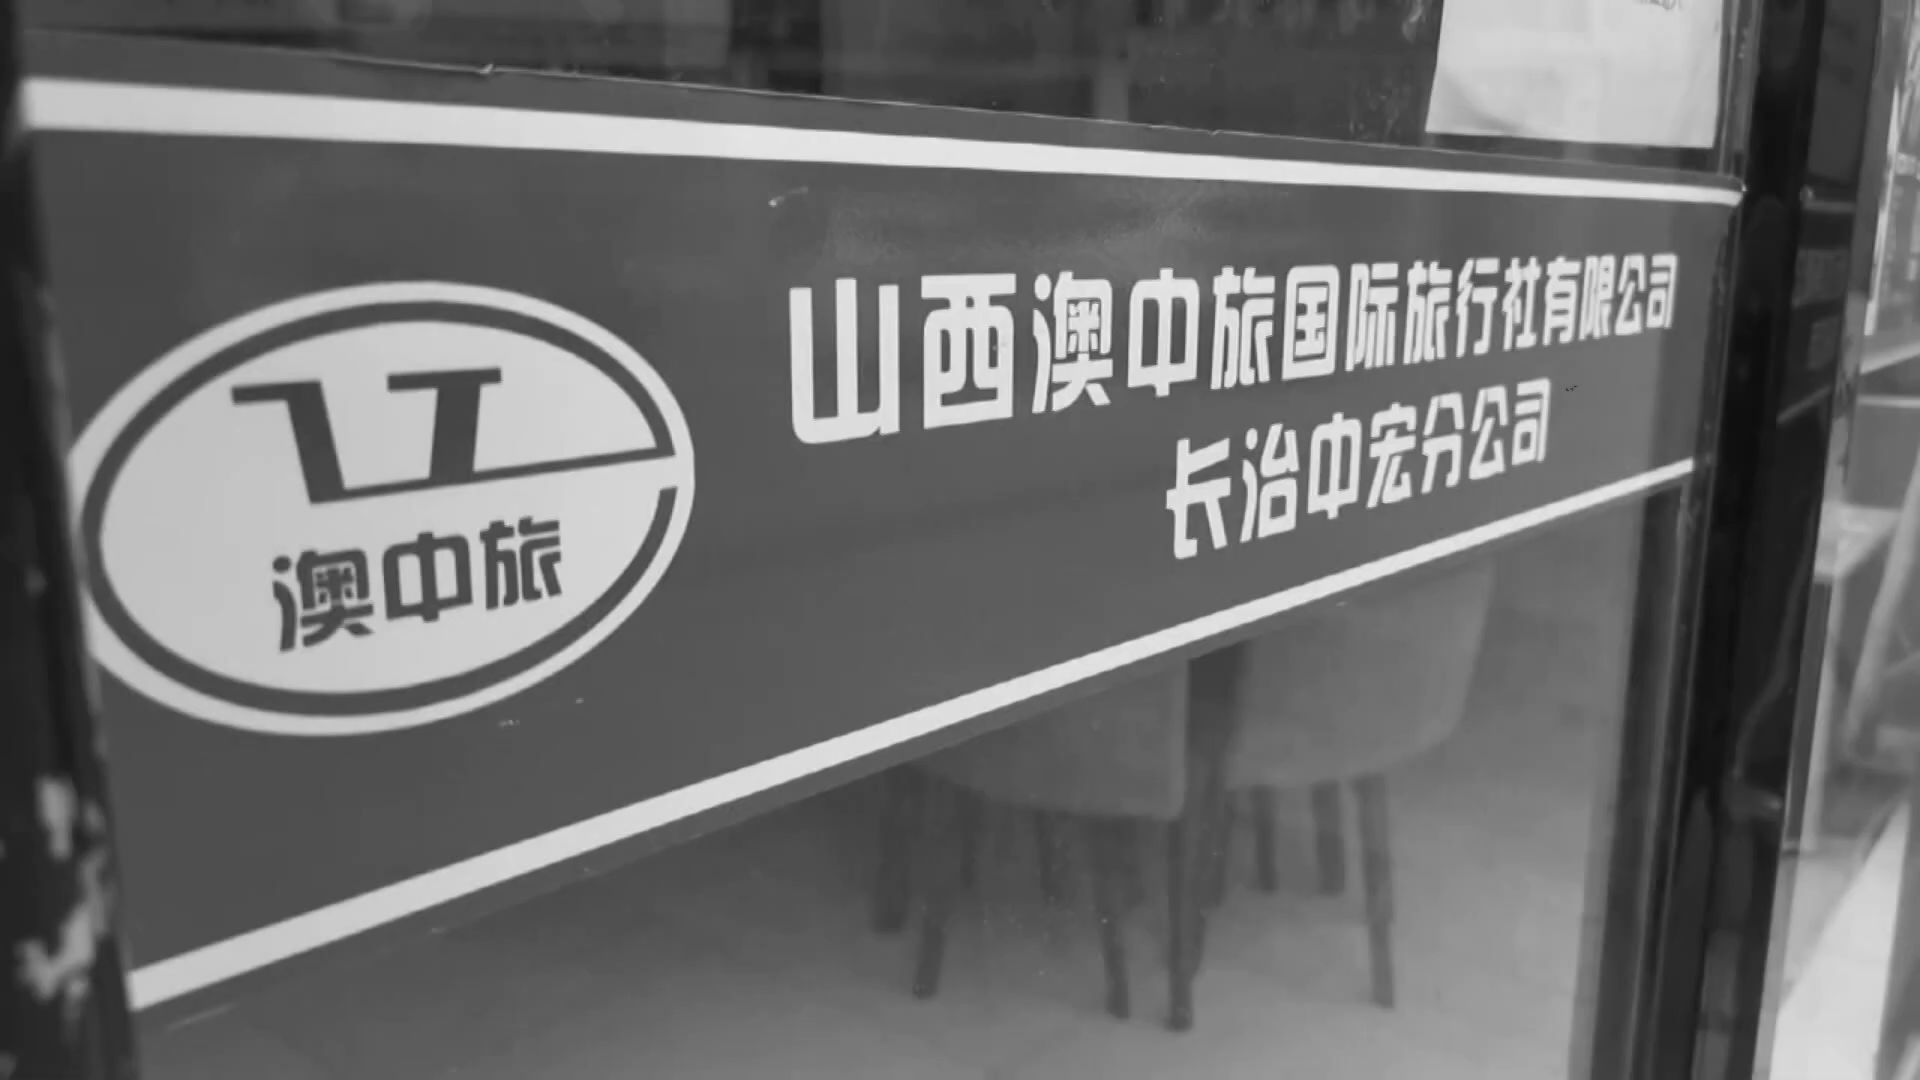 山西澳中旅国际旅行社有限公司
长治中宏分公司
澳中旅